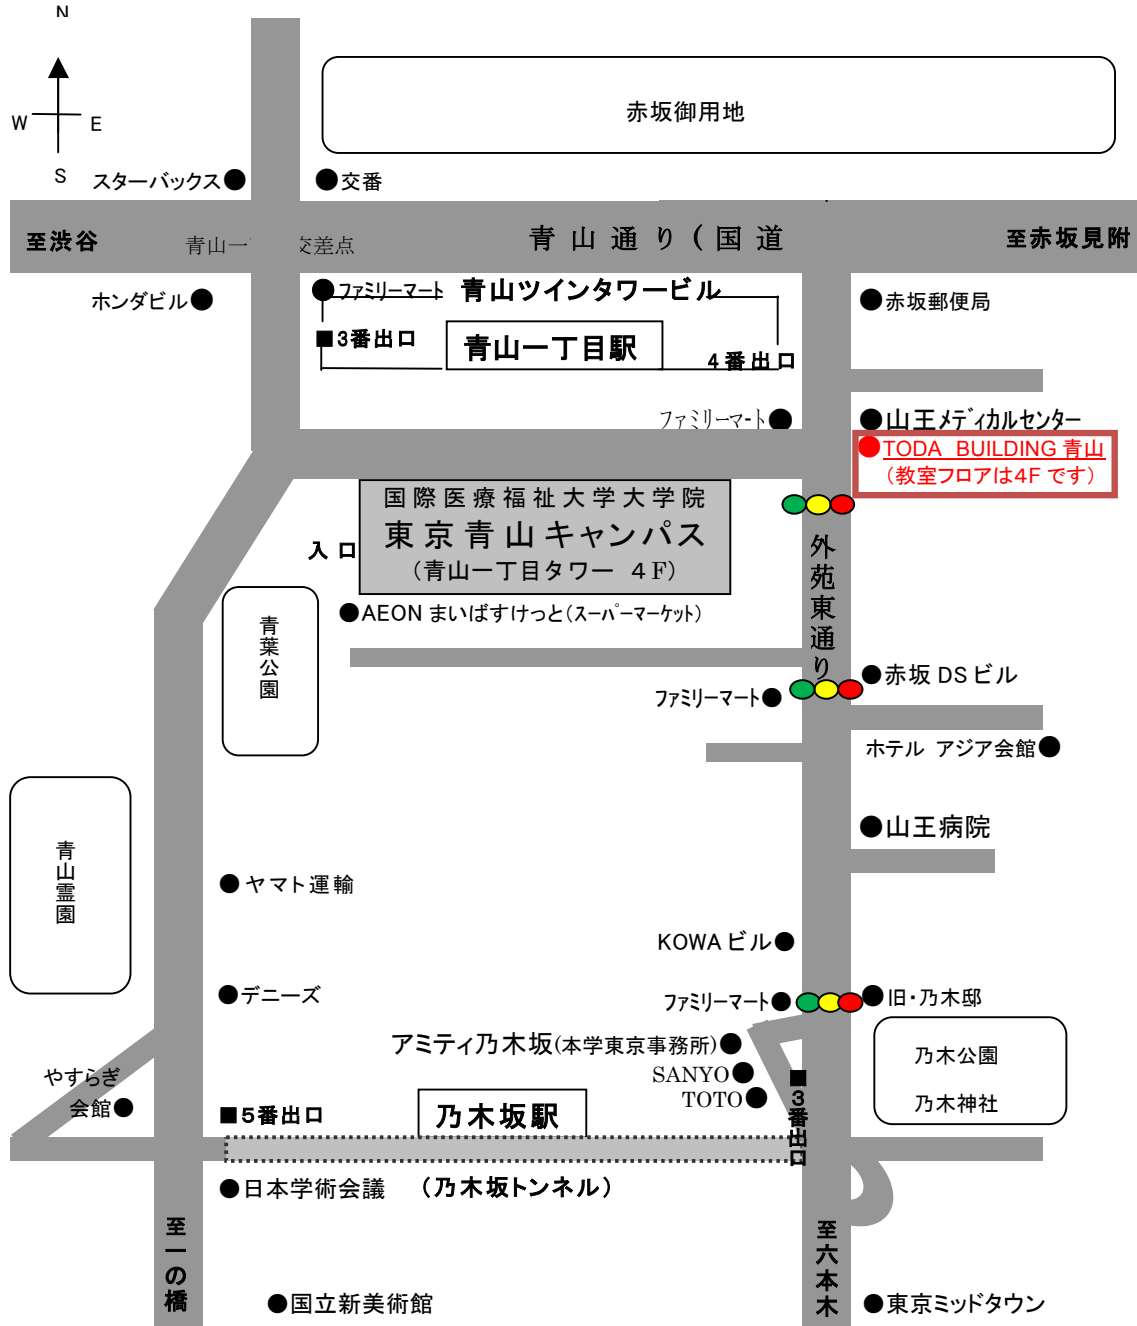 N
W
E
S
赤坂御用地
スターバックス●
●交番
至渋谷
青山一
交差点
青山通り(国道
至赤坂見附
ホンダビル●
●ファミリーマート
青山ツインタワービル
●赤坂郵便局
■3番出口
青山一丁目駅
4番出口
ファミリーマート●
●山王メディカルセンター
●TODA BUILDING 青山
(教室フロアは4F です)
国際医療福祉大学大学院
東京青山キャンパス
(青山一丁目タワー 4F)
入口
外苑東通り
●AEON まいばすけっと(スーパーマーケット)
青葉公園
●赤坂 DS ビル
ファミリーマート●
ホテル アジア会館●
青山霊園
●山王病院
●ヤマト運輸
KOWA ビル●
●デニーズ
ファミリーマート●
●旧・乃木邸
アミティ乃木坂(本学東京事務所)●
乃木公園
やすらぎ
会館●
SANYO●
TOTO●
■3番出口
乃木神社
■5番出口
乃木坂駅
●日本学術会議
(乃木坂トンネル)
至一の橋
至六本木
●国立新美術館
●東京ミッドタウン